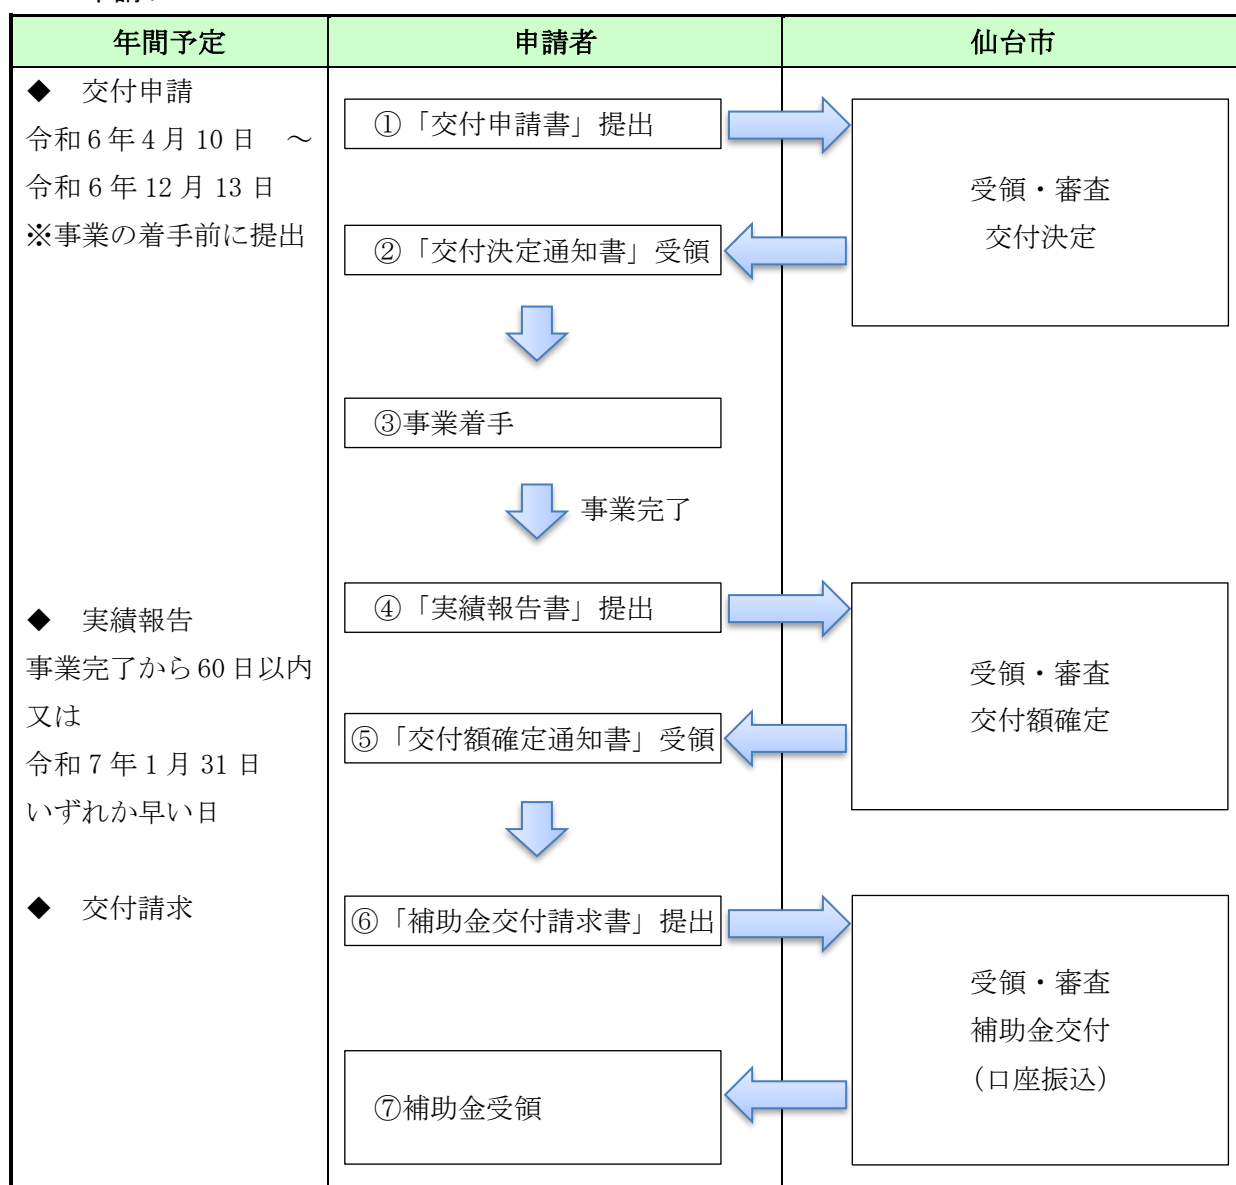 年間予定
申請者
仙台市
◆ 交付申請
令和6年4月10日 ～
令和6年12月13日
※事業の着手前に提出
①「交付申請書」提出
②「交付決定通知書」受領
受領・審査
交付決定
③事業着手
事業完了
◆ 実績報告
事業完了から60日以内
又は
令和7年1月31日
いずれか早い日
④「実績報告書」提出
⑤「交付額確定通知書」受領
受領・審査
交付額確定
◆ 交付請求
⑥「補助金交付請求書」提出
⑦補助金受領
受領・審査
補助金交付
（口座振込）